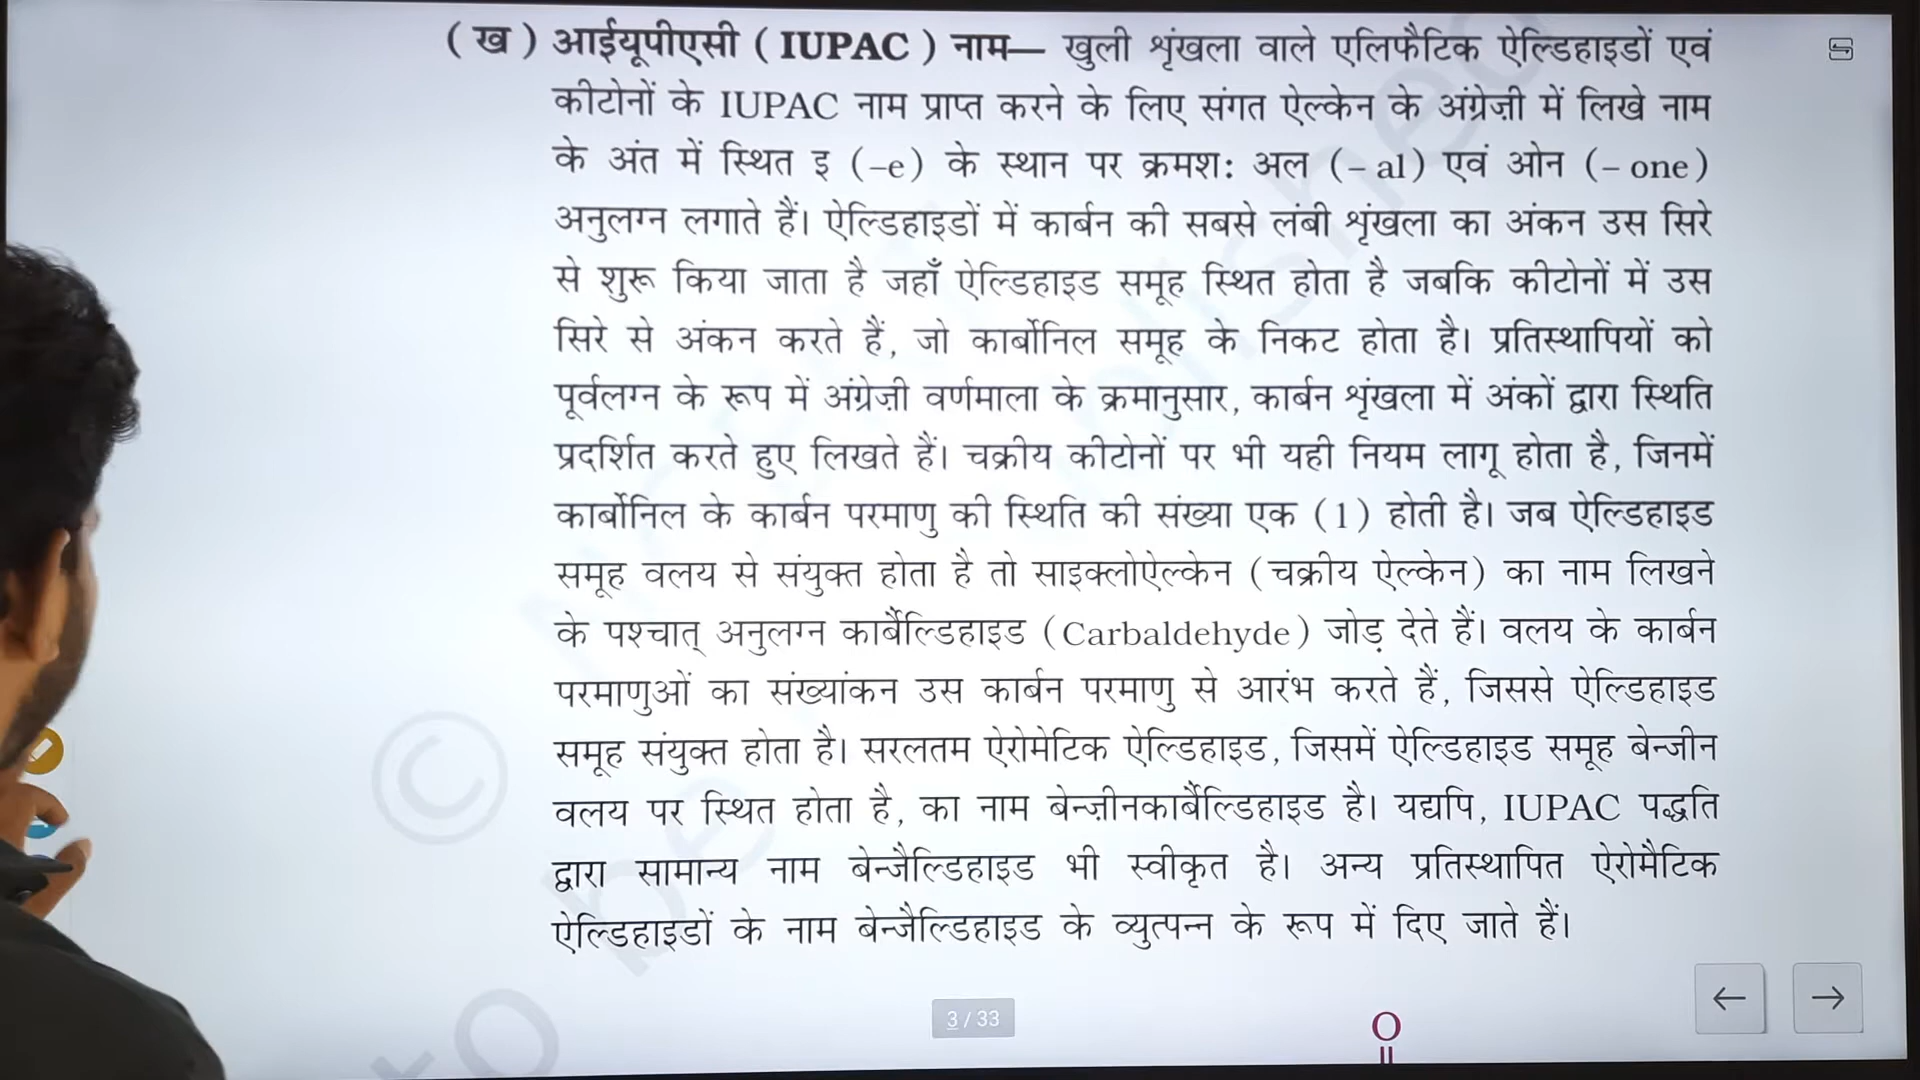 ( ख ) आईयूपीएसी ( IUPAC ) नाम— खुली शृंखला वाले एलिफैटिक ऐल्डिहाइडों एवं
कीटोनों के IUPAC नाम प्राप्त करने के लिए संगत ऐल्केन के अंग्रेज़ी में लिखे नाम
के अंत में स्थित इ (–e) के स्थान पर क्रमश: अल (– al) एवं ओन (– one)
अनुलग्न लगाते हैं। ऐल्डिहाइडों में कार्बन की सबसे लंबी शृंखला का अंकन उस सिरे
से शुरू किया जाता है जहाँ ऐल्डिहाइड समूह स्थित होता है जबकि कीटोनों में उस
सिरे से अंकन करते हैं, जो कार्बोनिल समूह के निकट होता है। प्रतिस्थापियों को
पूर्वलग्न के रूप में अंग्रेज़ी वर्णमाला के क्रमानुसार, कार्बन शृंखला में अंकों द्वारा स्थिति
प्रदर्शित करते हुए लिखते हैं। चक्रीय कीटोनों पर भी यही नियम लागू होता है, जिनमें
कार्बोनिल के कार्बन परमाणु की स्थिति की संख्या एक (1) होती है। जब ऐल्डिहाइड
समूह वलय से संयुक्त होता है तो साइक्लोऐल्केन (चक्रीय ऐल्केन) का नाम लिखने
के पश्चात् अनुलग्न कार्बैल्डिहाइड (Carbaldehyde) जोड़ देते हैं। वलय के कार्बन
परमाणुओं का संख्यांकन उस कार्बन परमाणु से आरंभ करते हैं, जिससे ऐल्डिहाइड
समूह संयुक्त होता है। सरलतम ऐरोमेटिक ऐल्डिहाइड, जिसमें ऐल्डिहाइड समूह बेन्जीन
वलय पर स्थित होता है, का नाम बेन्ज़ीनकार्बैल्डिहाइड है। यद्यपि, IUPAC पद्धति
द्वारा सामान्य नाम बेन्जैल्डिहाइड भी स्वीकृत है। अन्य प्रतिस्थापित ऐरोमैटिक
ऐल्डिहाइडों के नाम बेन्जैल्डिहाइड के व्युत्पन्न के रूप में दिए जाते हैं।
3 / 33
O